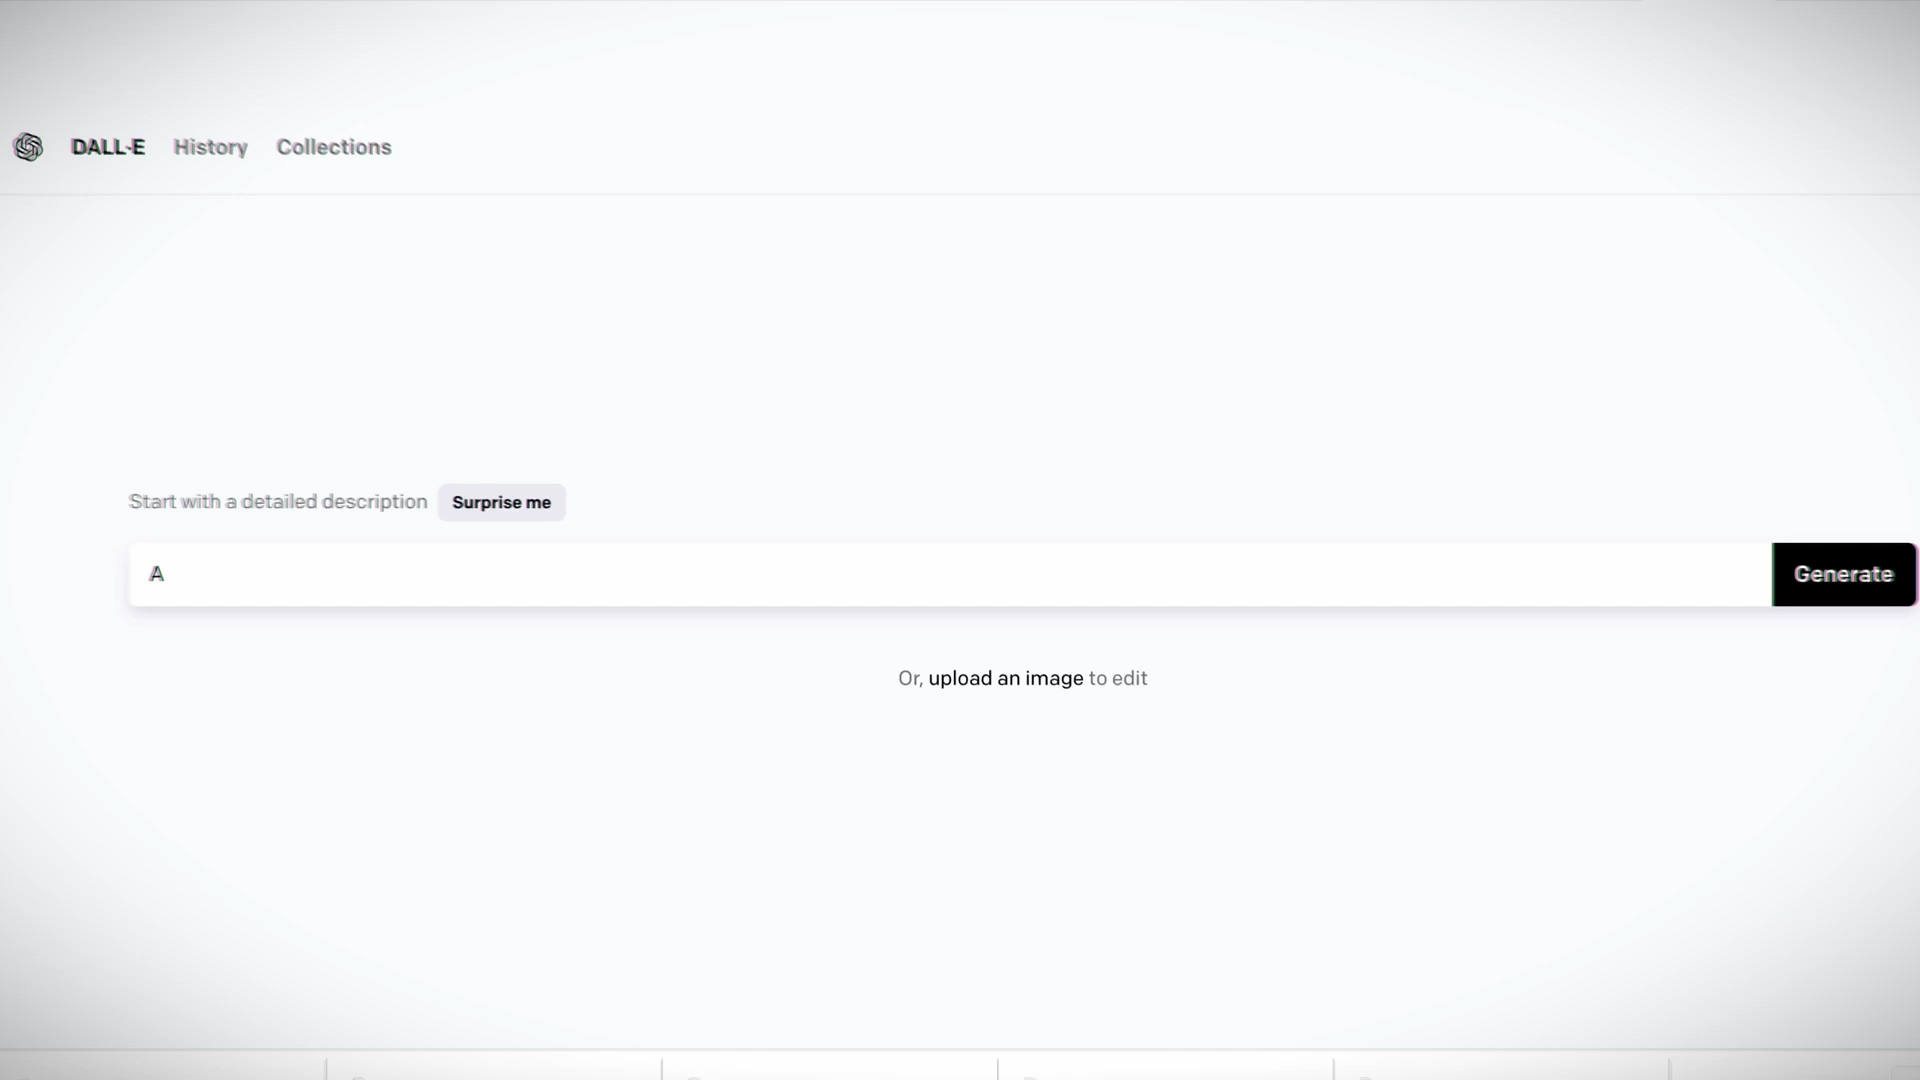 DALL·E History Collections
Start with a detailed description Surprise me
A
Generate
Or, upload an image to edit